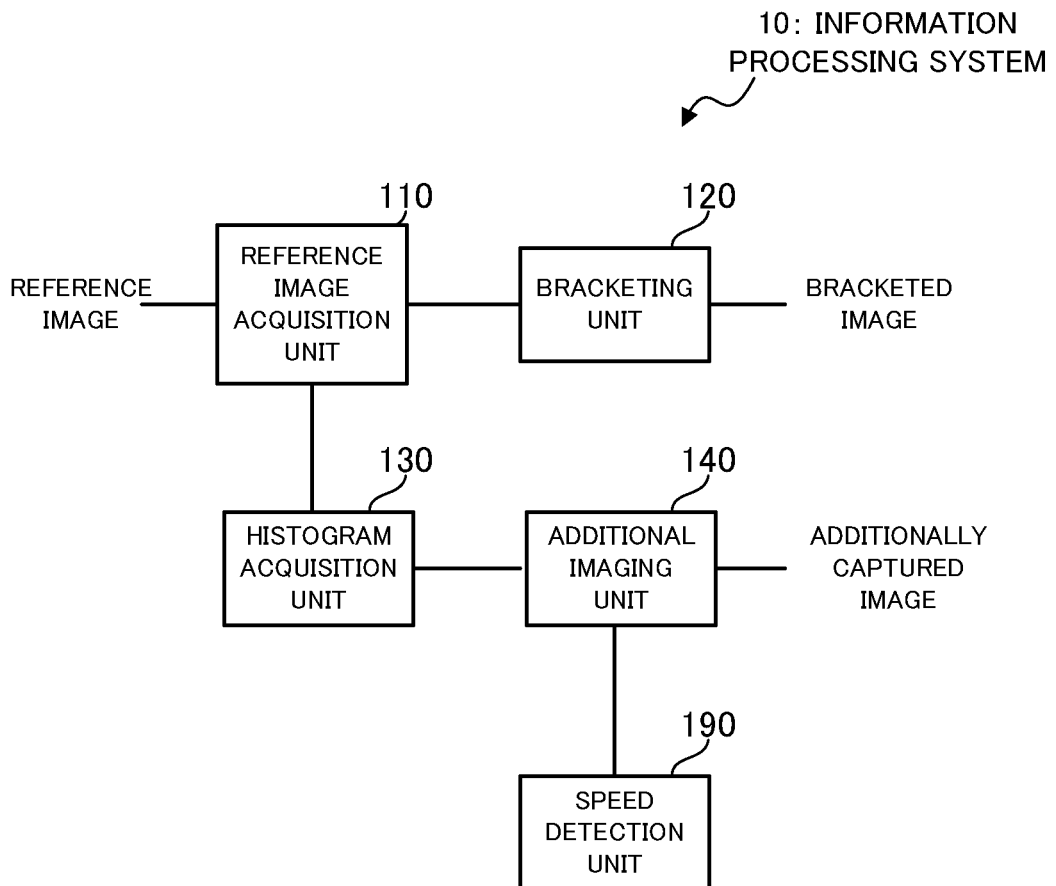 10: INFORMATION
PROCESSING SYSTEM
110
120
REFERENCE
IMAGE
REFERENCE
IMAGE
ACQUISITION
UNIT
BRACKETING
UNIT
BRACKETED
IMAGE
130
140
HISTOGRAM
ACQUISITION
UNIT
ADDITIONAL
IMAGING
UNIT
ADDITIONALLY
CAPTURED
IMAGE
190
SPEED
DETECTION
UNIT